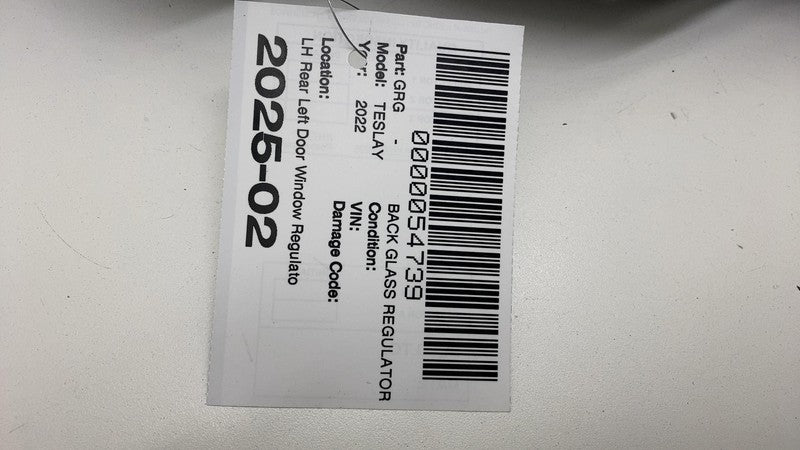 0000054739
Part: GRG - BACK GLASS REGULATOR
Model: TESLAY Condition:
Year: 2022 VIN:
Location: Damage Code:
LH Rear Left Door Window Regulato
2025-02